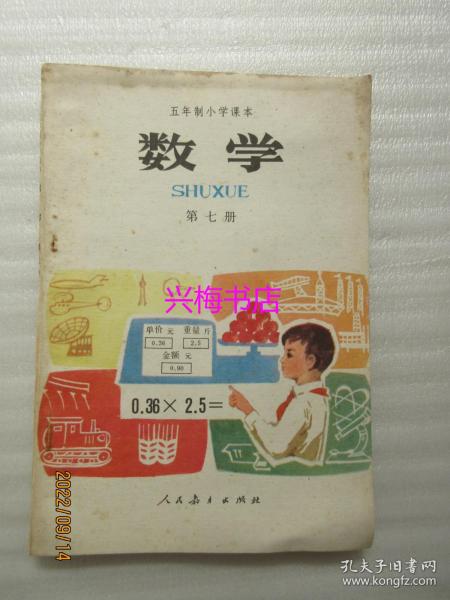 五年制小学课本
数学
SHUXUE
第七册
兴梅书店
单价 元 重量 斤
0.36 2.5
金额 元
0.90
0.36 × 2.5=
人民教育出版社
2022/09/14
孔夫子旧书网
www.kongfz.com